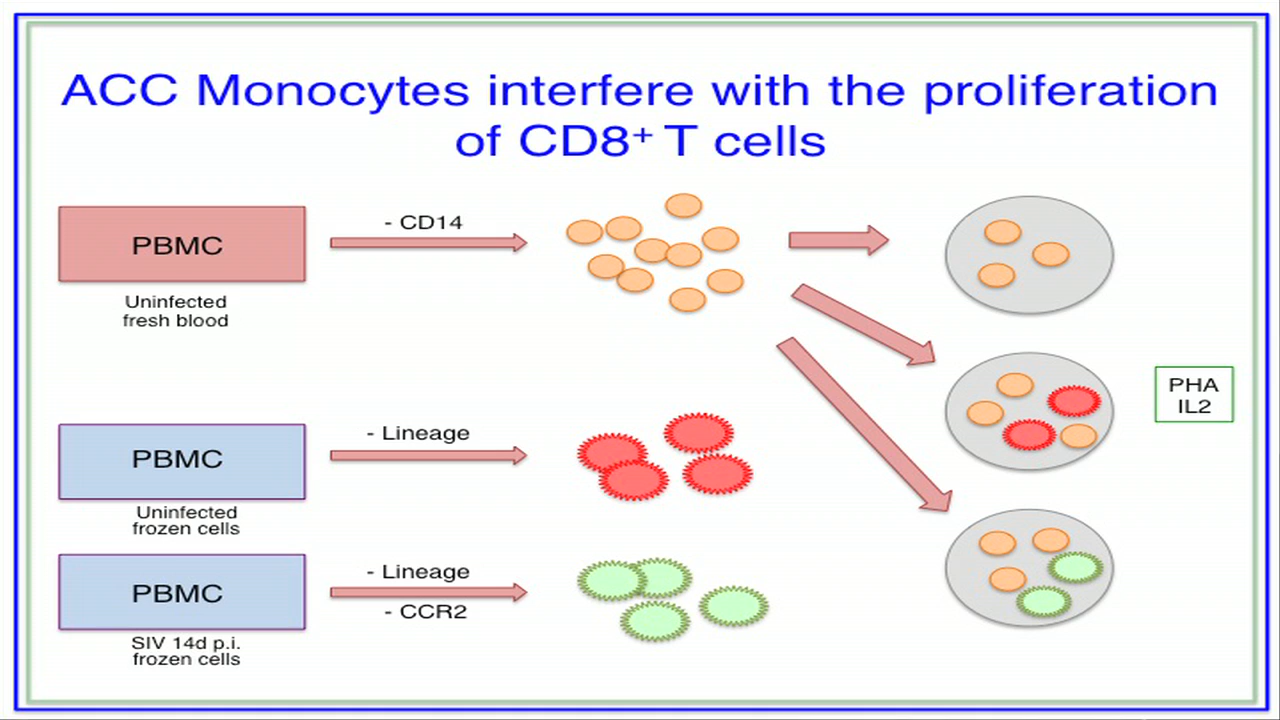 ACC Monocytes interfere with the proliferation
of CD8⁺ T cells
PBMC
- CD14
Uninfected
fresh blood
PHA
IL2
PBMC
- Lineage
Uninfected
frozen cells
PBMC
- Lineage
- CCR2
SIV 14d p.i.
frozen cells